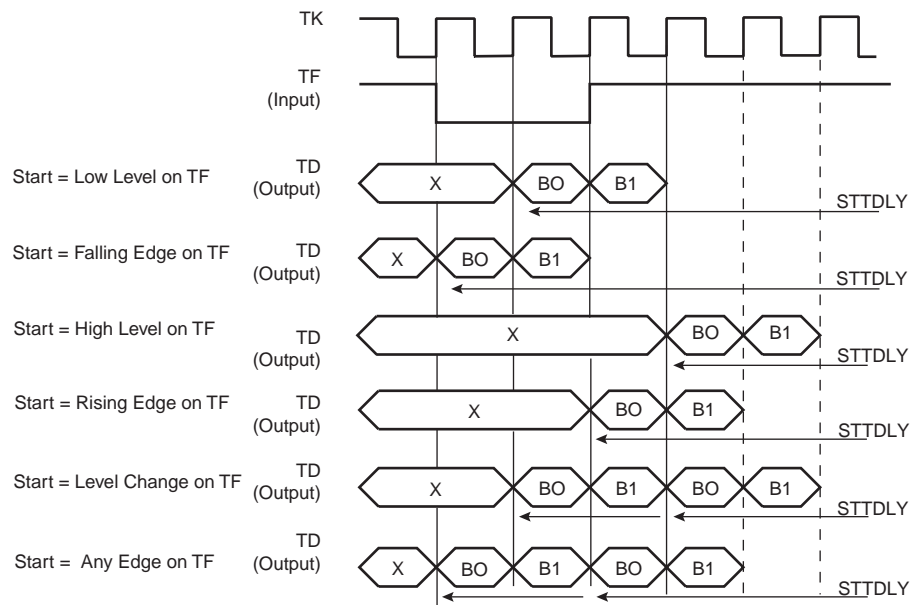 TK
TF
(Input)
Start = Low Level on TF
TD
(Output)
X
BO
B1
STTDLY
Start = Falling Edge on TF
TD
(Output)
X
BO
B1
STTDLY
Start = High Level on TF
TD
(Output)
X
BO
B1
STTDLY
Start = Rising Edge on TF
TD
(Output)
X
BO
B1
STTDLY
Start = Level Change on TF
TD
(Output)
X
BO
B1
BO
B1
STTDLY
Start = Any Edge on TF
TD
(Output)
X
BO
B1
BO
B1
STTDLY